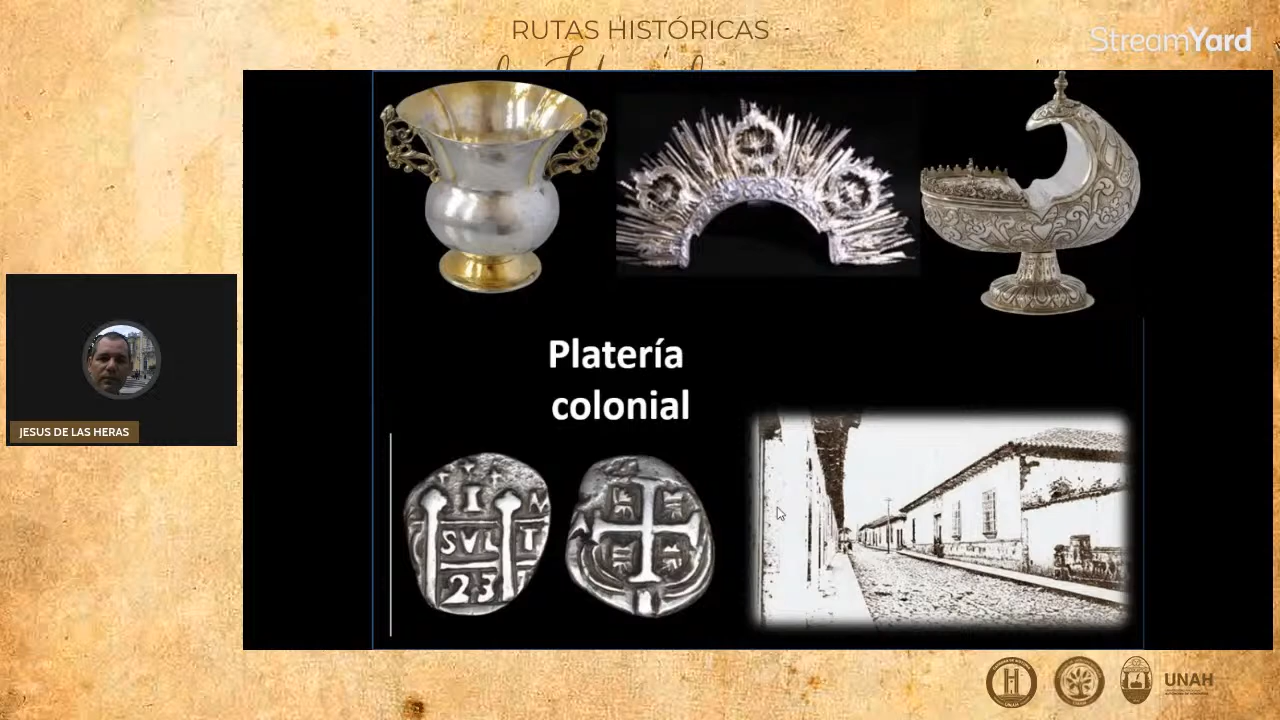 RUTAS HISTÓRICAS
StreamYard
Platería
colonial
JESUS DE LAS HERAS
I M
SVL T
23
UNAH